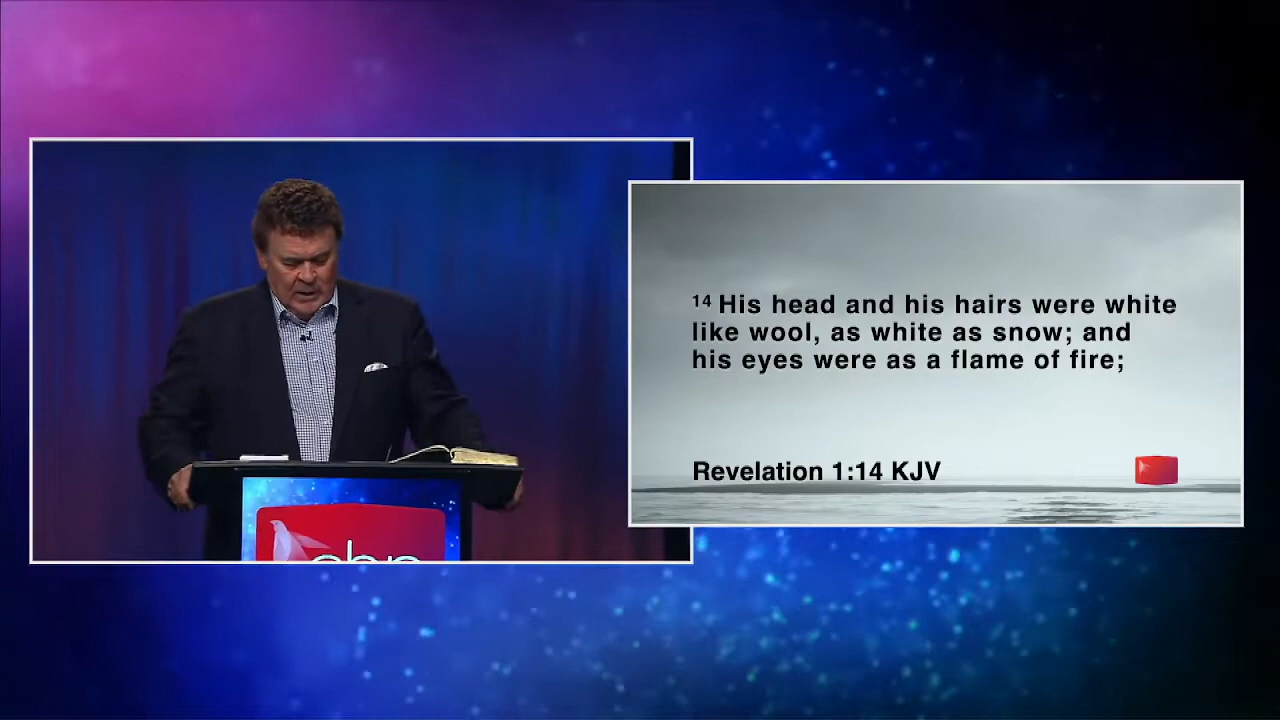 14 His head and his hairs were white
like wool, as white as snow; and
his eyes were as a flame of fire;
Revelation 1:14 KJV